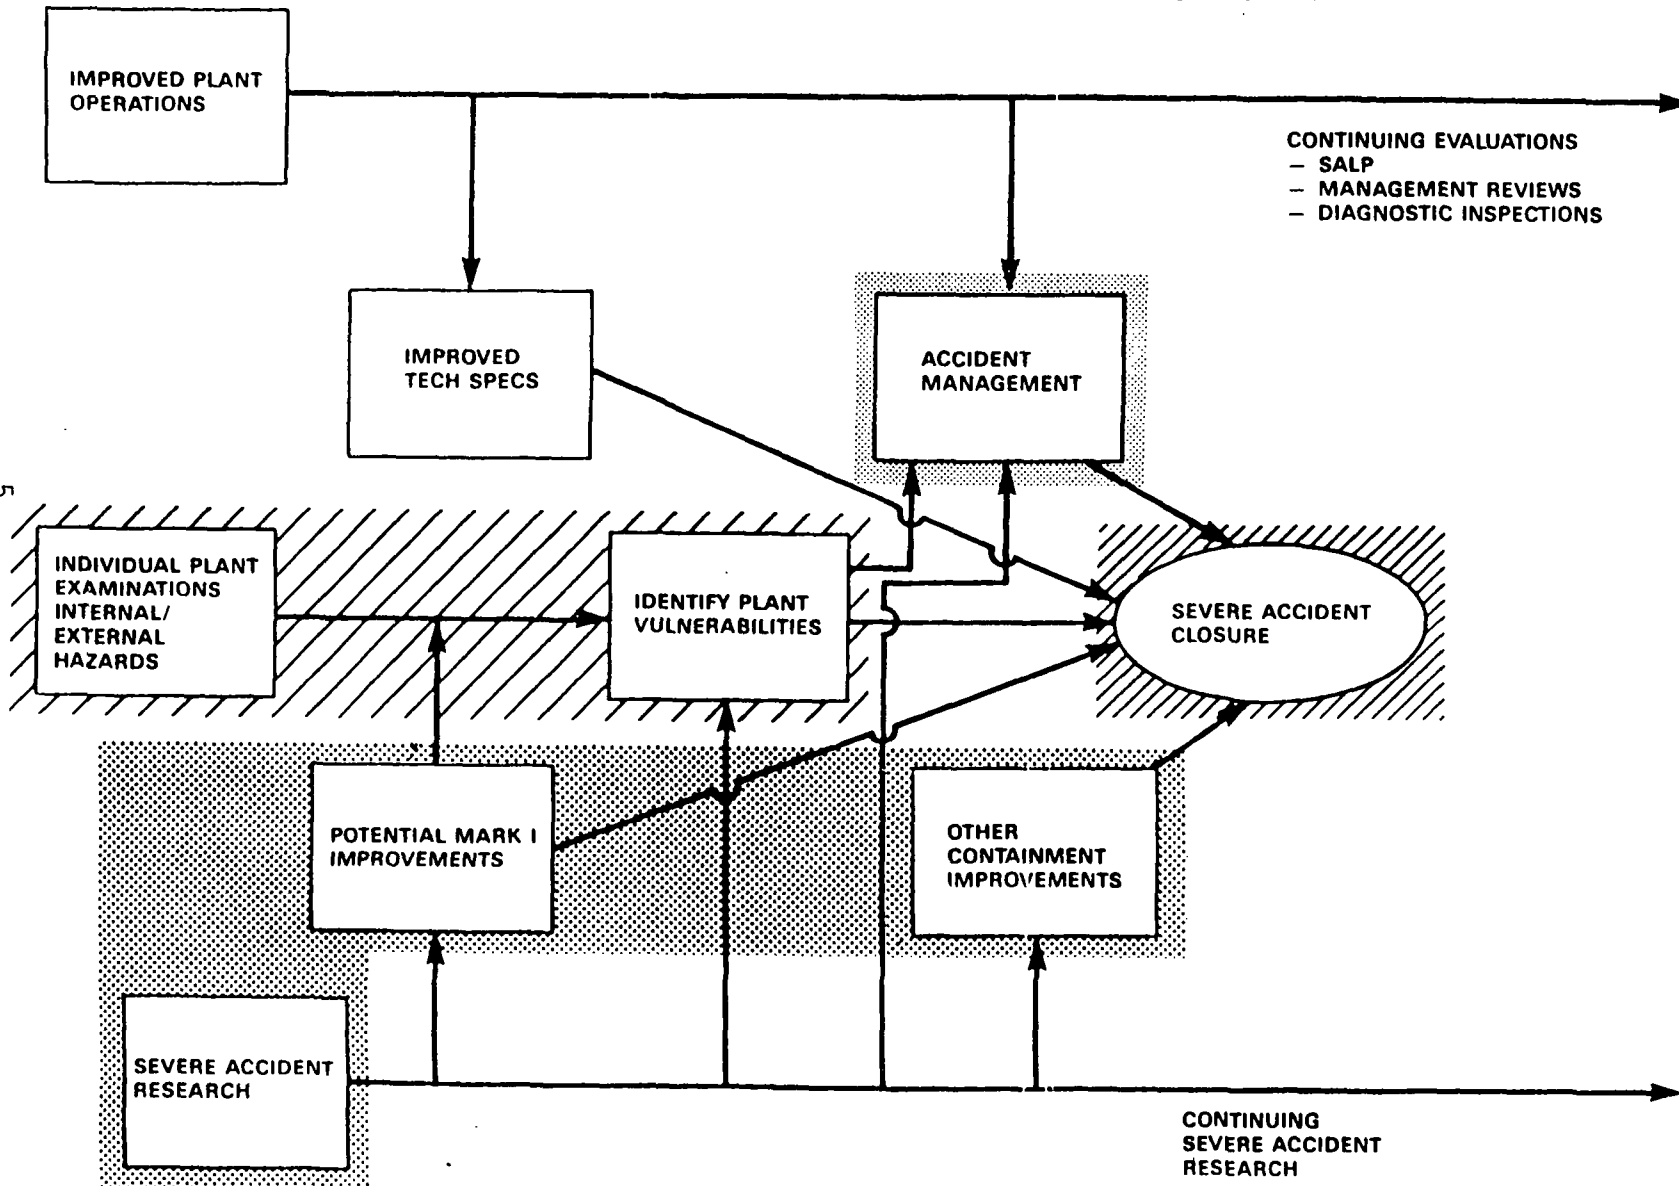 IMPROVED PLANT
OPERATIONS
CONTINUING EVALUATIONS
– SALP
– MANAGEMENT REVIEWS
– DIAGNOSTIC INSPECTIONS
IMPROVED
TECH SPECS
ACCIDENT
MANAGEMENT
5
INDIVIDUAL PLANT
EXAMINATIONS
INTERNAL/
EXTERNAL
HAZARDS
IDENTIFY PLANT
VULNERABILITIES
SEVERE ACCIDENT
CLOSURE
POTENTIAL MARK I
IMPROVEMENTS
OTHER
CONTAINMENT
IMPROVEMENTS
SEVERE ACCIDENT
RESEARCH
CONTINUING
SEVERE ACCIDENT
RESEARCH